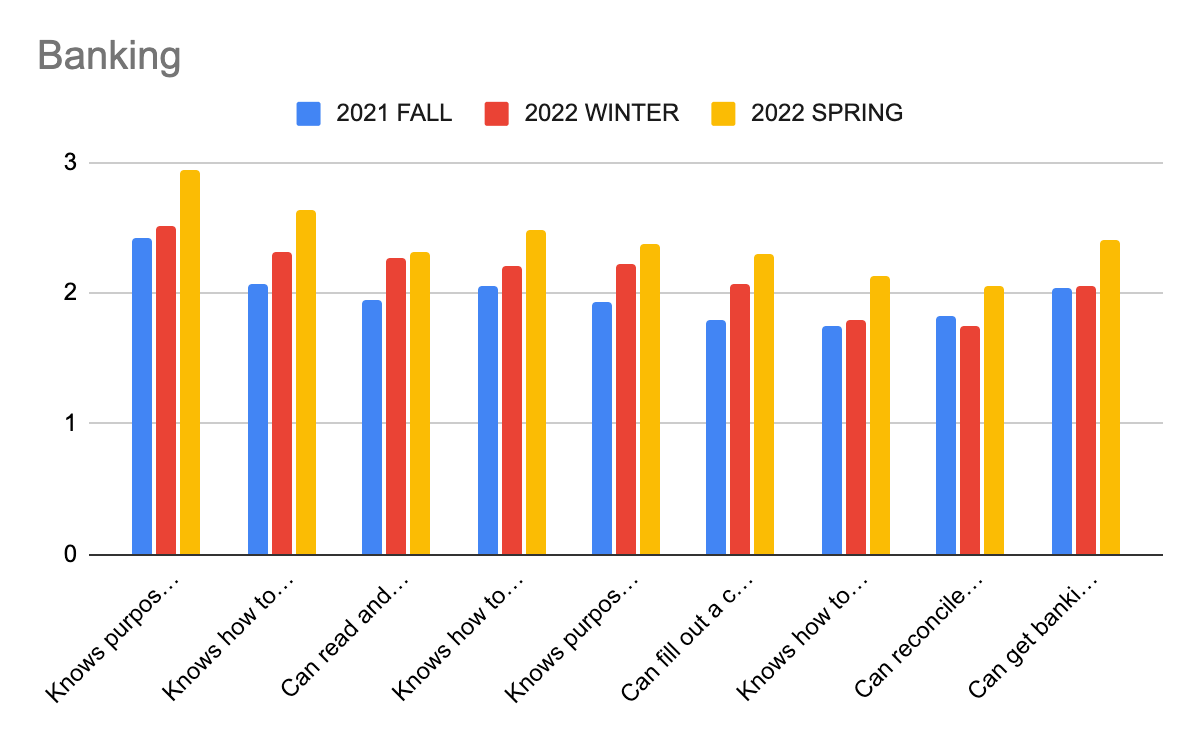 Banking
2021 FALL 2022 WINTER 2022 SPRING
3
2
1
0
Knows purpos...
Knows how to...
Can read and...
Knows how to...
Knows purpos...
Can fill out a c...
Knows how to...
Can reconcile...
Can get banki...